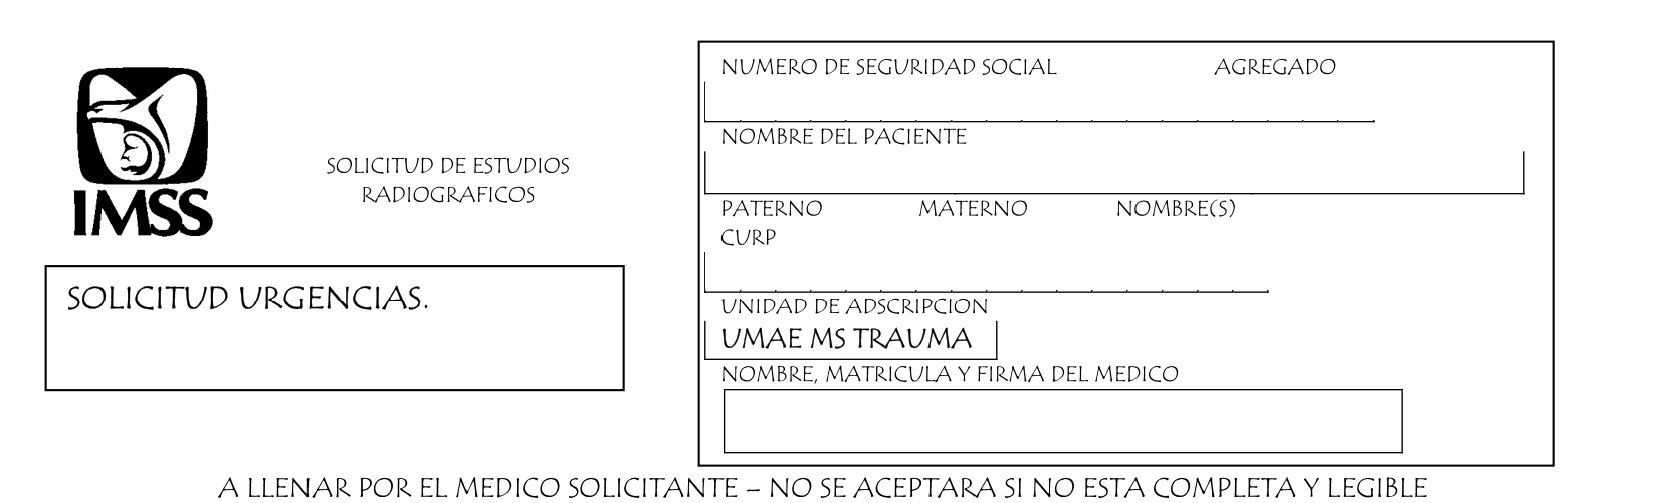 IMSS
SOLICITUD DE ESTUDIOS
RADIOGRAFICOS
SOLICITUD URGENCIAS.
NUMERO DE SEGURIDAD SOCIAL AGREGADO
NOMBRE DEL PACIENTE
PATERNO MATERNO NOMBRE(S)
CURP
UNIDAD DE ADSCRIPCION
UMAE MS TRAUMA
NOMBRE, MATRICULA Y FIRMA DEL MEDICO
A LLENAR POR EL MEDICO SOLICITANTE – NO SE ACEPTARA SI NO ESTA COMPLETA Y LEGIBLE